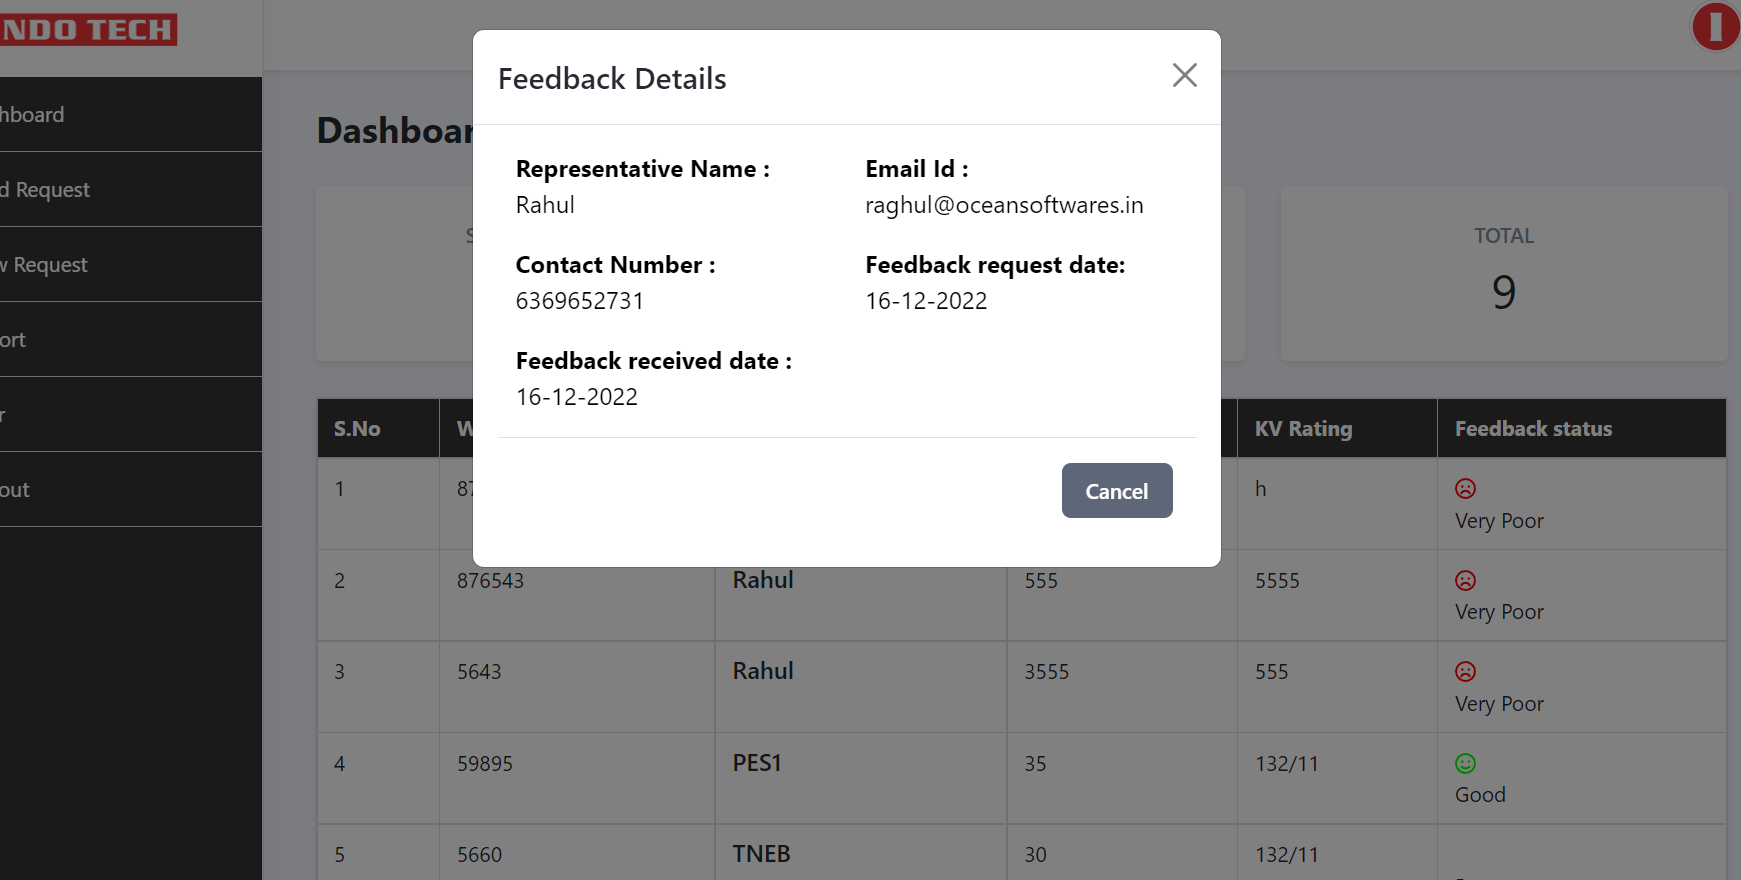 NDO TECH
hboard
d Request
w Request
ort
r
out
Dashboar
S
TOTAL
9
Feedback Details
Representative Name :
Rahul
Email Id :
raghul@oceansoftwares.in
Contact Number :
6369652731
Feedback request date:
16-12-2022
Feedback received date :
16-12-2022
Cancel
S.No W KV Rating Feedback status
1 87 h Very Poor
2 876543 Rahul 555 5555 Very Poor
3 5643 Rahul 3555 555 Very Poor
4 59895 PES1 35 132/11 Good
5 5660 TNEB 30 132/11